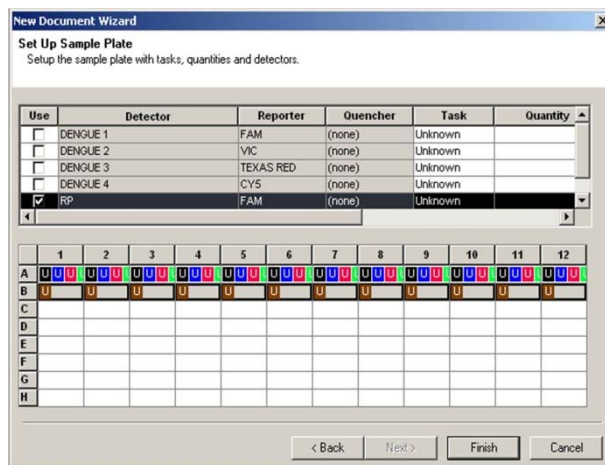 New Document Wizard
Set Up Sample Plate
Setup the sample plate with tasks, quantities and detectors.
Use Detector Reporter Quencher Task Quantity
DENGUE 1 FAM (none) Unknown
DENGUE 2 VIC (none) Unknown
DENGUE 3 TEXAS RED (none) Unknown
DENGUE 4 CY5 (none) Unknown
RP FAM (none) Unknown
1 2 3 4 5 6 7 8 9 10 11 12
A U U U U U U U U U U U U U U U U U U U U U U U U U U U U U U U U U U U U
B U U U U U U U U U U U U
C
D
E
F
G
H
< Back Next > Finish Cancel